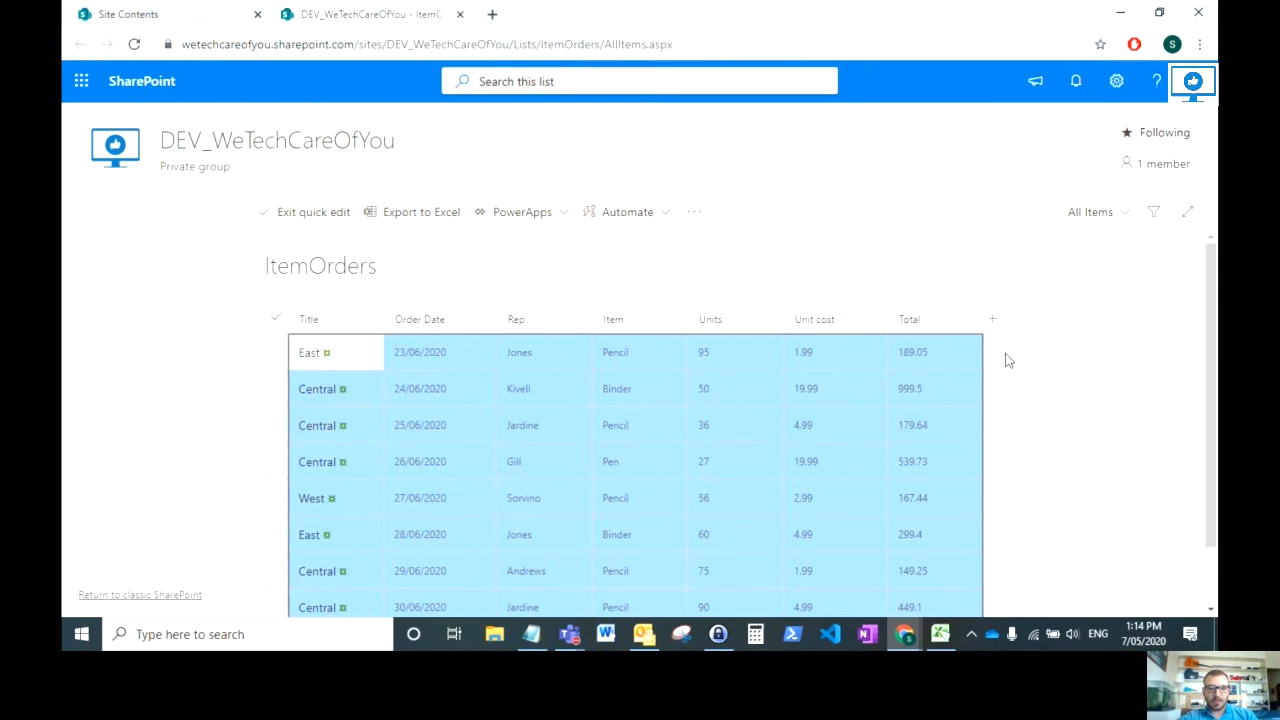 Site Contents
DEV_WeTechCareOfYou - ItemC
wetechcareofyou.sharepoint.com/sites/DEV_WeTechCareOfYou/Lists/ItemOrders/AllItems.aspx
S
SharePoint
Search this list
?
DEV_WeTechCareOfYou
Private group
Following
1 member
Exit quick edit
Export to Excel
PowerApps
Automate
...
All Items
ItemOrders
Title Order Date Rep Item Units Unit cost Total
East 23/06/2020 Jones Pencil 95 1.99 189.05
Central 24/06/2020 Kivell Binder 50 19.99 999.5
Central 25/06/2020 Jardine Pencil 36 4.99 179.64
Central 26/06/2020 Gill Pen 27 19.99 539.73
West 27/06/2020 Sorvino Pencil 56 2.99 167.44
East 28/06/2020 Jones Binder 60 4.99 299.4
Central 29/06/2020 Andrews Pencil 75 1.99 149.25
Central 30/06/2020 Jardine Pencil 90 4.99 449.1
Return to classic SharePoint
Type here to search
ENG
1:14 PM
7/05/2020